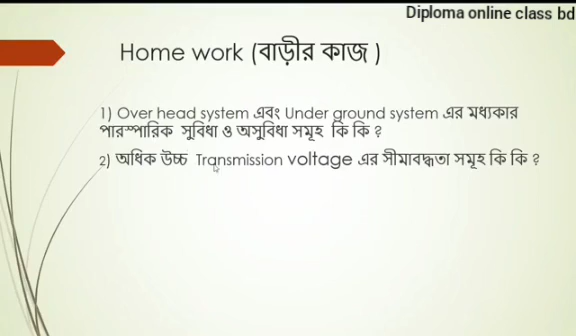 Diploma online class bd
Home work (বাড়ীর কাজ )
1) Over head system এবং Under ground system এর মধ্যকার
পারস্পারিক সুবিধা ও অসুবিধা সমূহ কি কি ?
2) অধিক উচ্চ Transmission voltage এর সীমাবদ্ধতা সমূহ কি কি ?